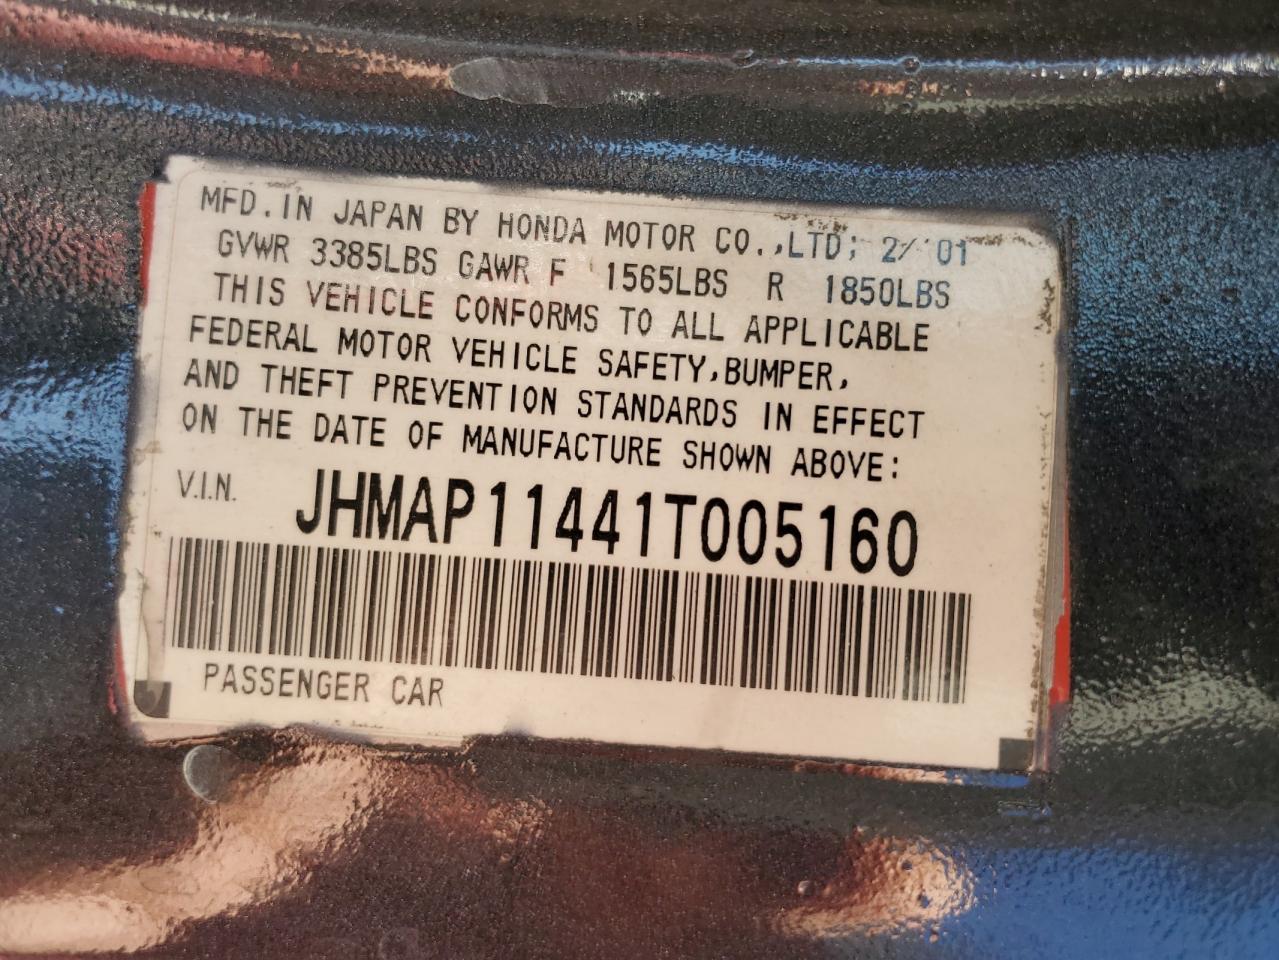 MFD. IN JAPAN BY HONDA MOTOR CO.,LTD; 2/ '01
GVWR 3385LBS GAWR F 1565LBS R 1850LBS
THIS VEHICLE CONFORMS TO ALL APPLICABLE
FEDERAL MOTOR VEHICLE SAFETY,BUMPER,
AND THEFT PREVENTION STANDARDS IN EFFECT
ON THE DATE OF MANUFACTURE SHOWN ABOVE:
V.I.N. JHMAP11441T005160
PASSENGER CAR